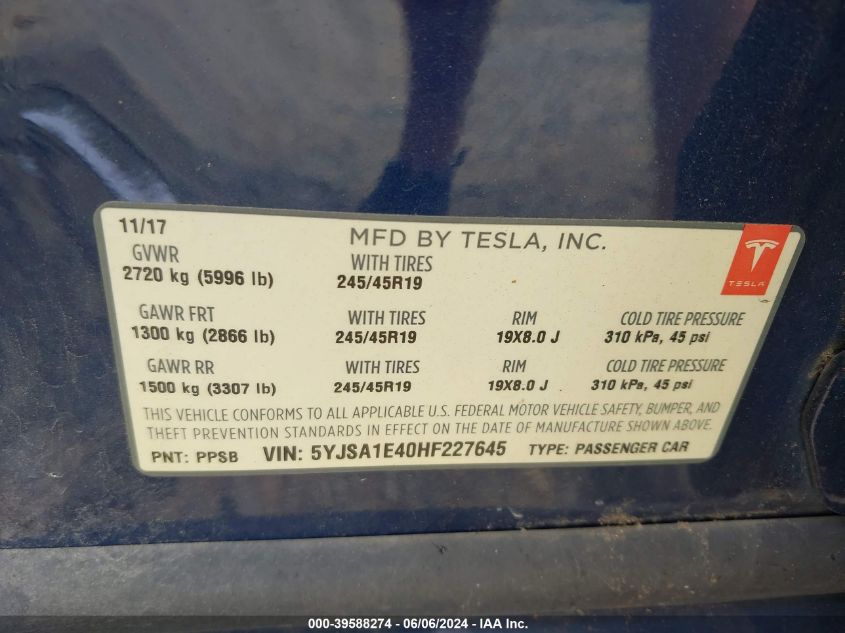 11/17
MFD BY TESLA, INC.
GVWR WITH TIRES
2720 kg (5996 lb) 245/45R19
TESLA
GAWR FRT WITH TIRES RIM COLD TIRE PRESSURE
1300 kg (2866 lb) 245/45R19 19X8.0 J 310 kPa, 45 psi
GAWR RR WITH TIRES RIM COLD TIRE PRESSURE
1500 kg (3307 lb) 245/45R19 19X8.0 J 310 kPa, 45 psi
THIS VEHICLE CONFORMS TO ALL APPLICABLE U.S. FEDERAL MOTOR VEHICLE SAFETY, BUMPER, AND
THEFT PREVENTION STANDARDS IN EFFECT ON THE DATE OF MANUFACTURE SHOWN ABOVE.
PNT: PPSB VIN: 5YJSA1E40HF227645 TYPE: PASSENGER CAR
000-39588274 - 06/06/2024 - IAA Inc.